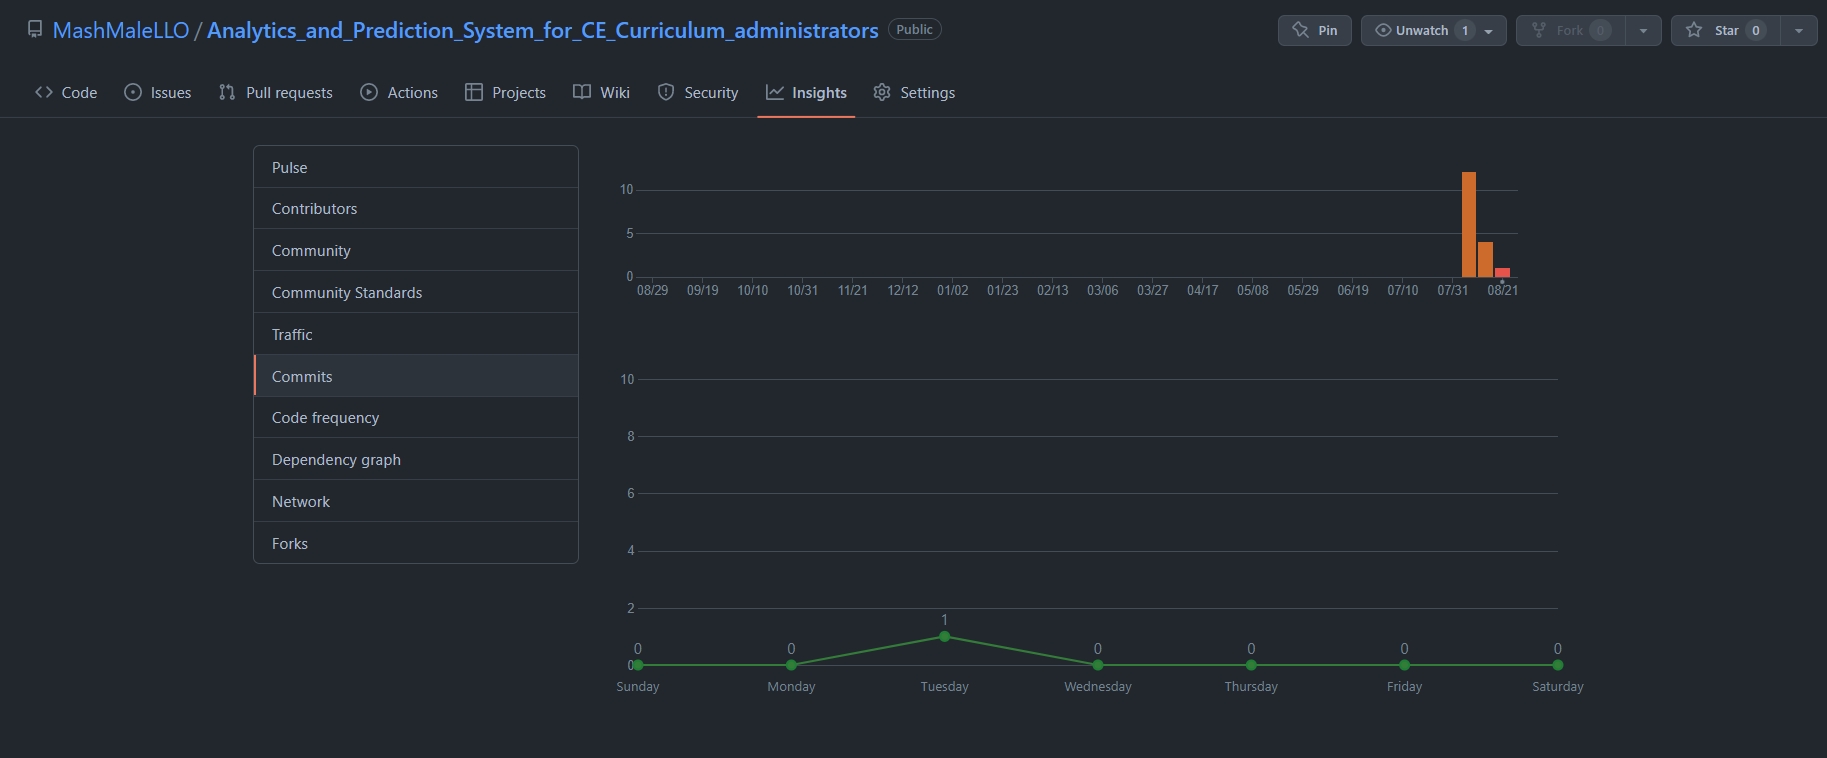 MashMaleLLO / Analytics_and_Prediction_System_for_CE_Curriculum_administrators Public Pin Unwatch 1 Fork 0 Star 0
Code Issues Pull requests Actions Projects Wiki Security Insights Settings
Pulse
Contributors
Community
Community Standards
Traffic
Commits
Code frequency
Dependency graph
Network
Forks
10
5
0
08/29 09/19 10/10 10/31 11/21 12/12 01/02 01/23 02/13 03/06 03/27 04/17 05/08 05/29 06/19 07/10 07/31 08/21
10
8
6
4
2
0
0 0 1 0 0 0 0
Sunday Monday Tuesday Wednesday Thursday Friday Saturday